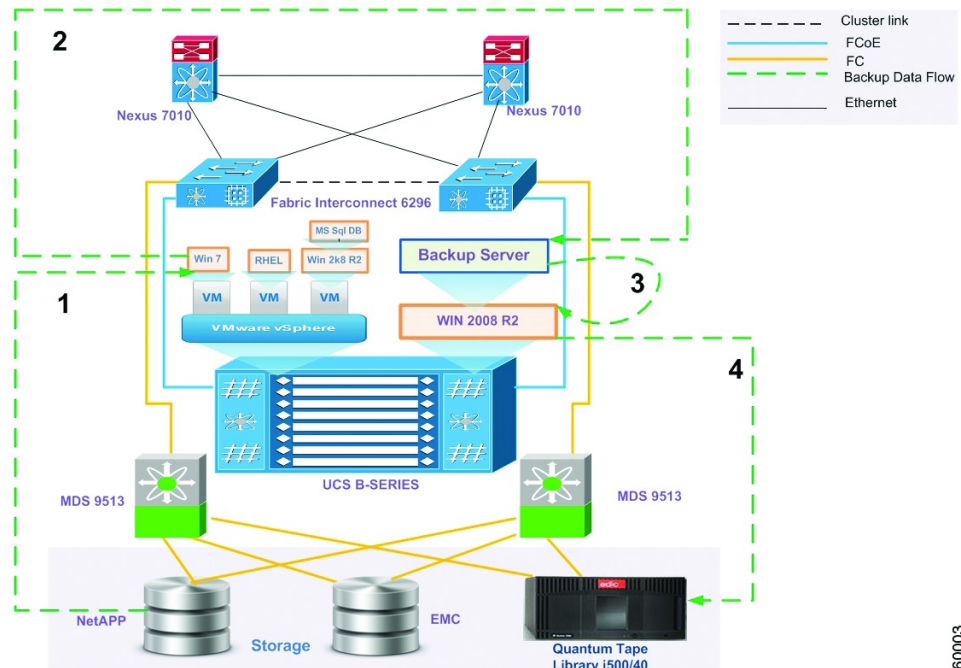 2
Cluster link
FCoE
FC
Backup Data Flow
Ethernet
Nexus 7010
Nexus 7010
Fabric Interconnect 6296
MS Sql DB
Win 7
RHEL
Win 2k8 R2
Backup Server
3
1
VM
VM
VM
VMware vSphere
WIN 2008 R2
4
UCS B-SERIES
MDS 9513
MDS 9513
NetAPP
EMC
Storage
edic
Quantum Tape
Library i500/40
60003